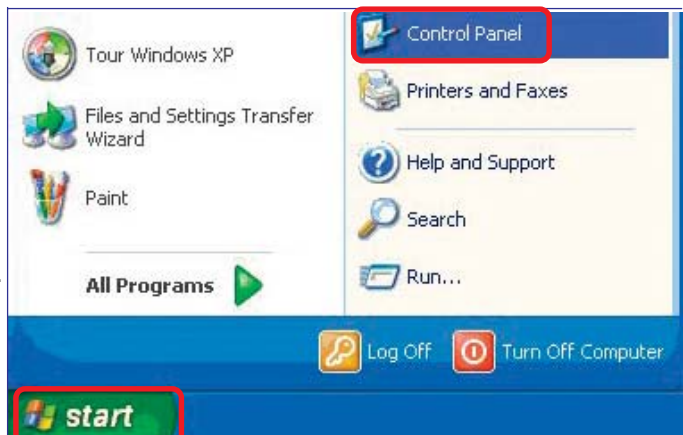 Tour Windows XP
Files and Settings Transfer
Wizard
Paint
All Programs
Control Panel
Printers and Faxes
Help and Support
Search
Run...
Log Off
Turn Off Computer
start